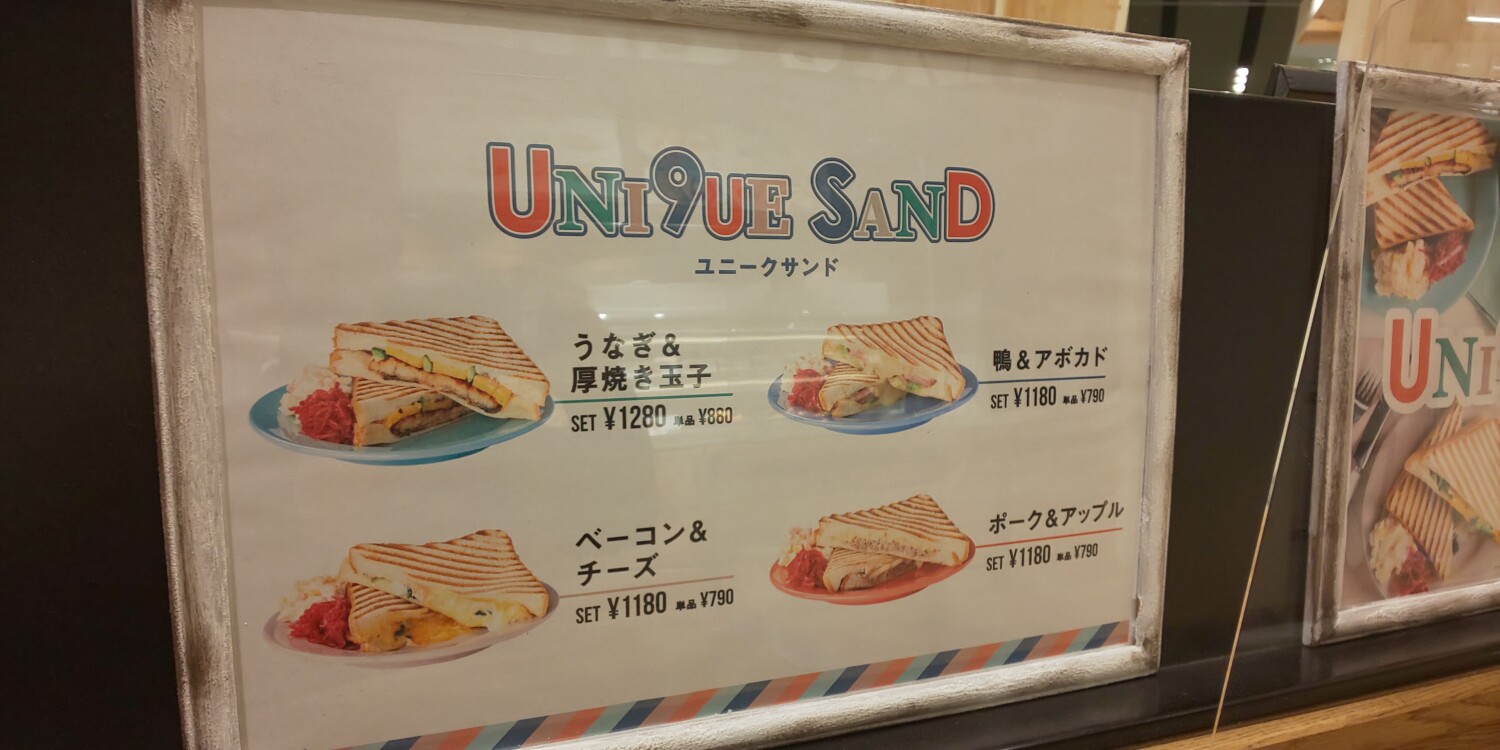 UNI9UE SAND
ユニークサンド
うなぎ&
厚焼き玉子
SET ¥1280 単品 ¥880
鴨&アボカド
SET ¥1180 単品 ¥790
ベーコン&
チーズ
SET ¥1180 単品 ¥790
ポーク&アップル
SET ¥1180 単品 ¥790
UNI